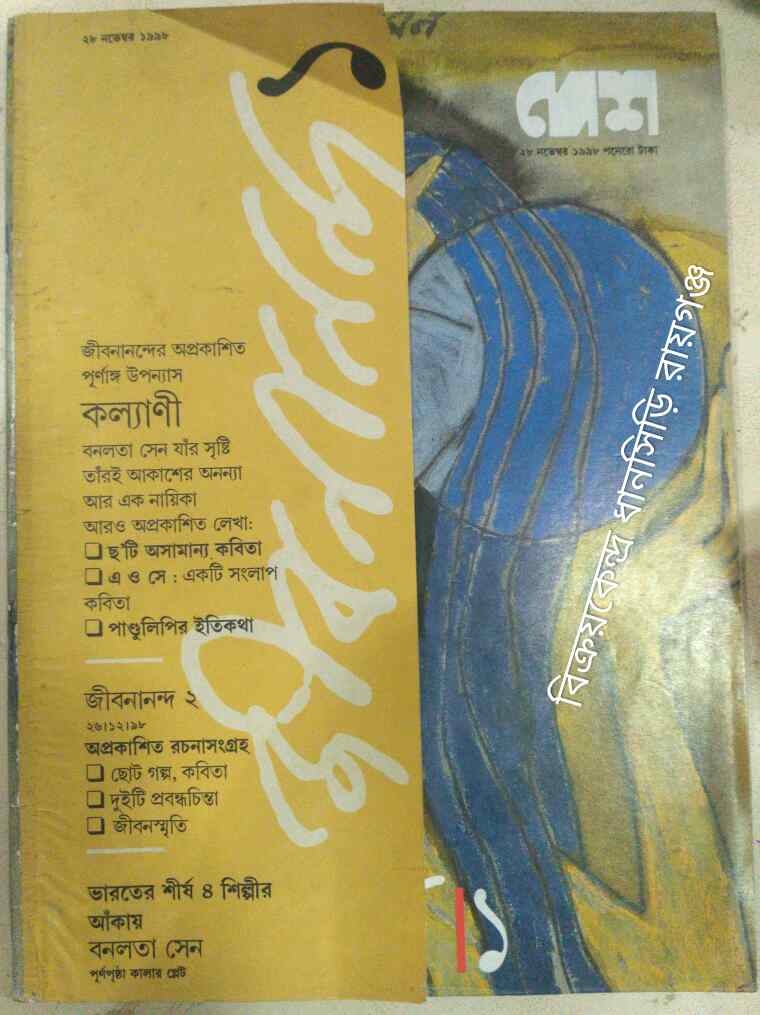 ২৮ নভেম্বর ১৯৯৮
জীবনানন্দ ১
জীবনানন্দের অপ্রকাশিত
পূর্ণাঙ্গ উপন্যাস
কল্যাণী
বনলতা সেন যাঁর সৃষ্টি
তাঁরই আকাশের অনন্যা
আর এক নায়িকা
আরও অপ্রকাশিত লেখা:
❑ ছ'টি অসামান্য কবিতা
❑ এ ও সে : একটি সংলাপ
কবিতা
❑ পাণ্ডুলিপির ইতিকথা
জীবনানন্দ ২
২৬।১২।৯৮
অপ্রকাশিত রচনাসংগ্রহ
❑ ছোট গল্প, কবিতা
❑ দুইটি প্রবন্ধচিন্তা
❑ জীবনস্মৃতি
ভারতের শীর্ষ ৪ শিল্পীর
আঁকায়
বনলতা সেন
পূর্ণপৃষ্ঠা কালার প্লেট
দেশ
২৮ নভেম্বর ১৯৯৮ পনেরো টাকা
বিক্রয়কেন্দ্র ধানসিড়ি রায়গঞ্জ
১